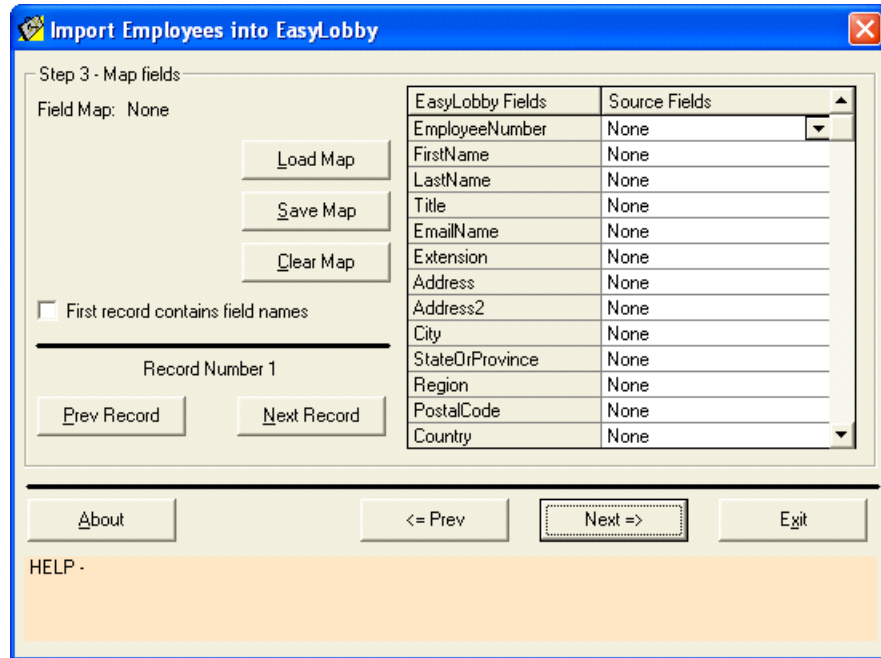 Import Employees into EasyLobby
Step 3 - Map fields
Field Map: None
Load Map
Save Map
Clear Map
First record contains field names
Record Number 1
Prev Record
Next Record
EasyLobby Fields Source Fields
EmployeeNumber None
FirstName None
LastName None
Title None
EmailName None
Extension None
Address None
Address2 None
City None
StateOrProvince None
Region None
PostalCode None
Country None
About
<= Prev
Next =>
Exit
HELP -